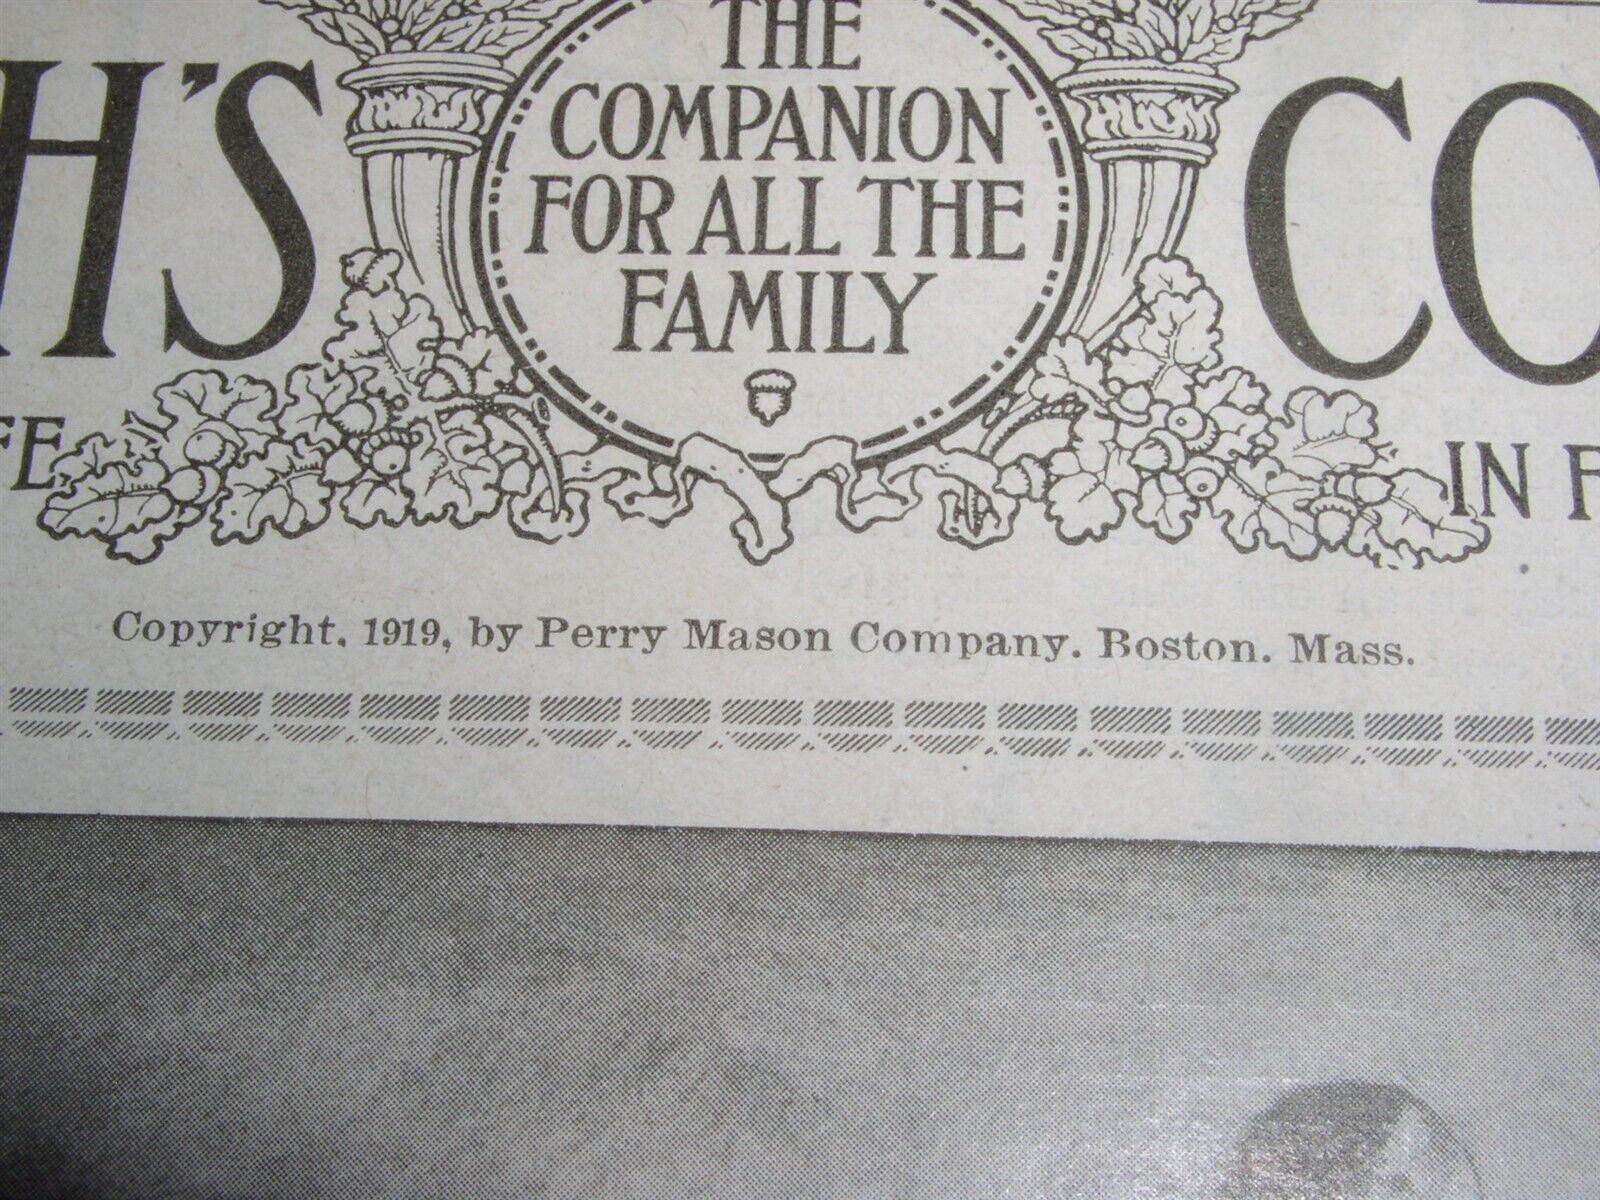 THE
COMPANION
FOR ALL THE
FAMILY
H'S CO
FE, IN F
Copyright, 1919, by Perry Mason Company, Boston, Mass.